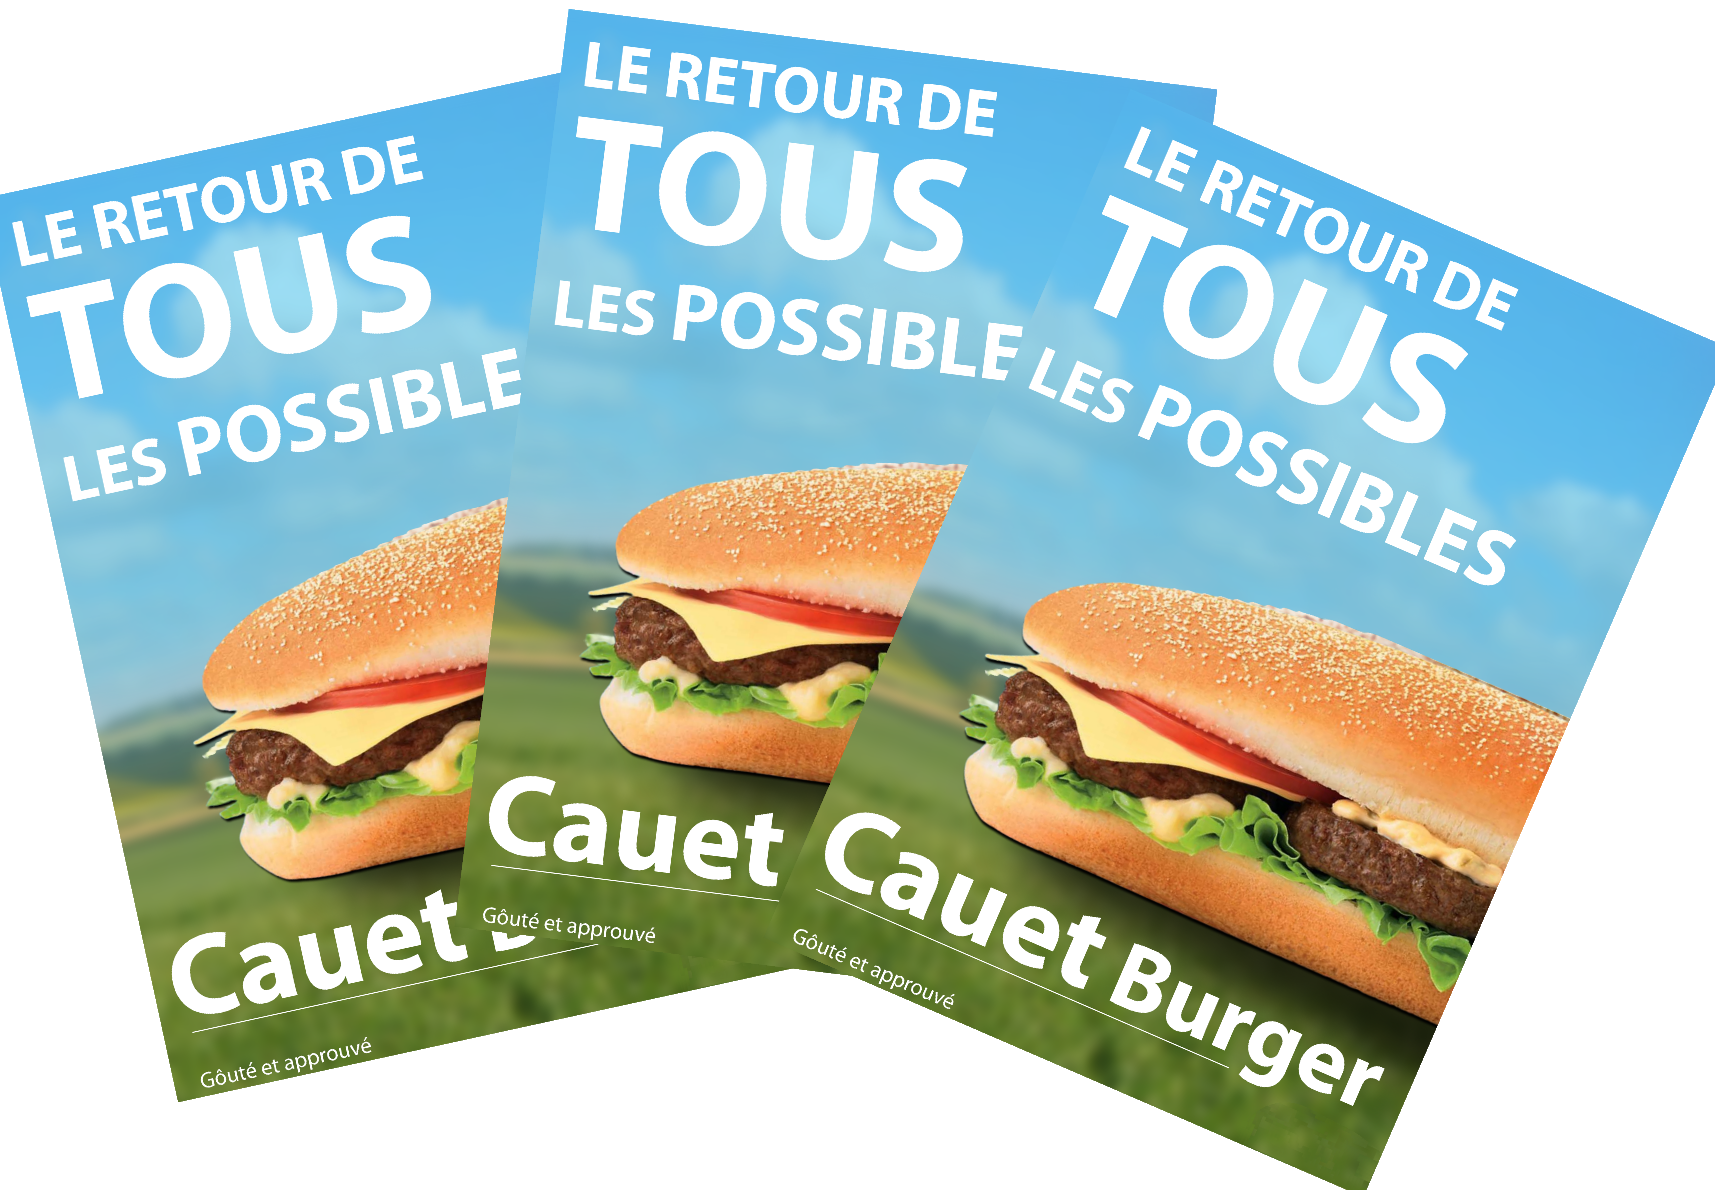 LE RETOUR DE
TOUS
LES POSSIBLE
Cauet
Gôuté et approuvé
LE RETOUR DE
TOUS
LES POSSIBLE
Cauet
Gôuté et approuvé
LE RETOUR DE
TOUS
LES POSSIBLES
Cauet Burger
Gôuté et approuvé